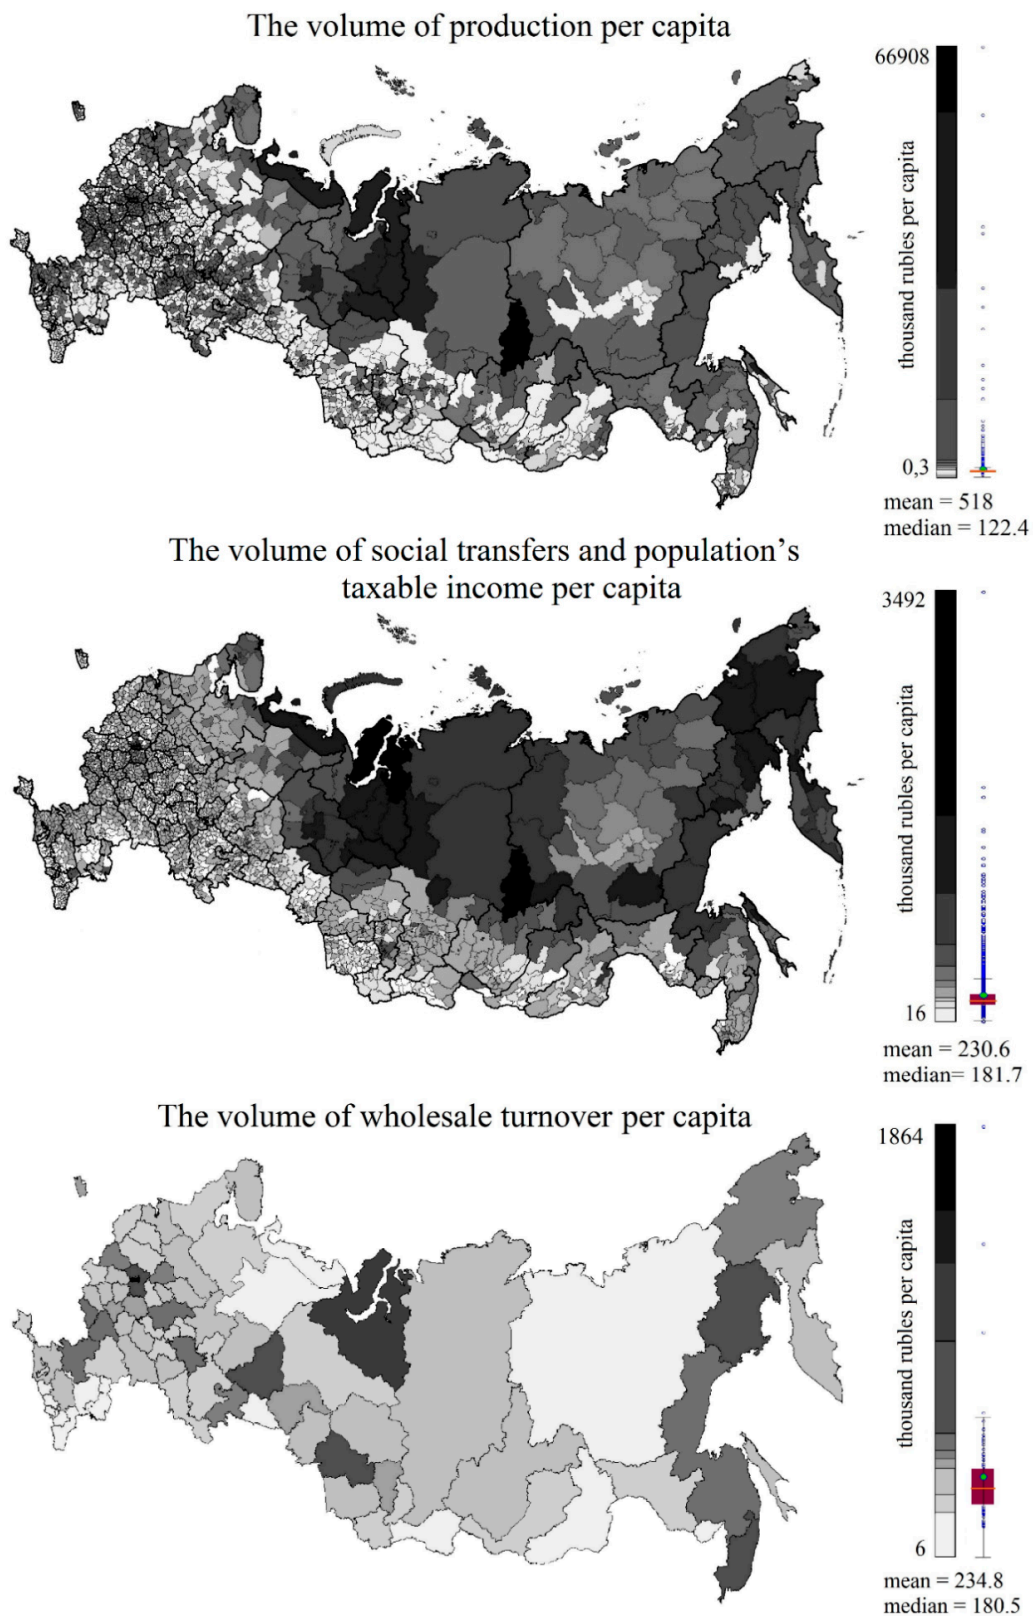 The volume of production per capita
66908
thousand rubles per capita
0,3
mean = 518
median = 122.4
The volume of social transfers and population’s
taxable income per capita
3492
thousand rubles per capita
16
mean = 230.6
median= 181.7
The volume of wholesale turnover per capita
1864
thousand rubles per capita
6
mean = 234.8
median = 180.5